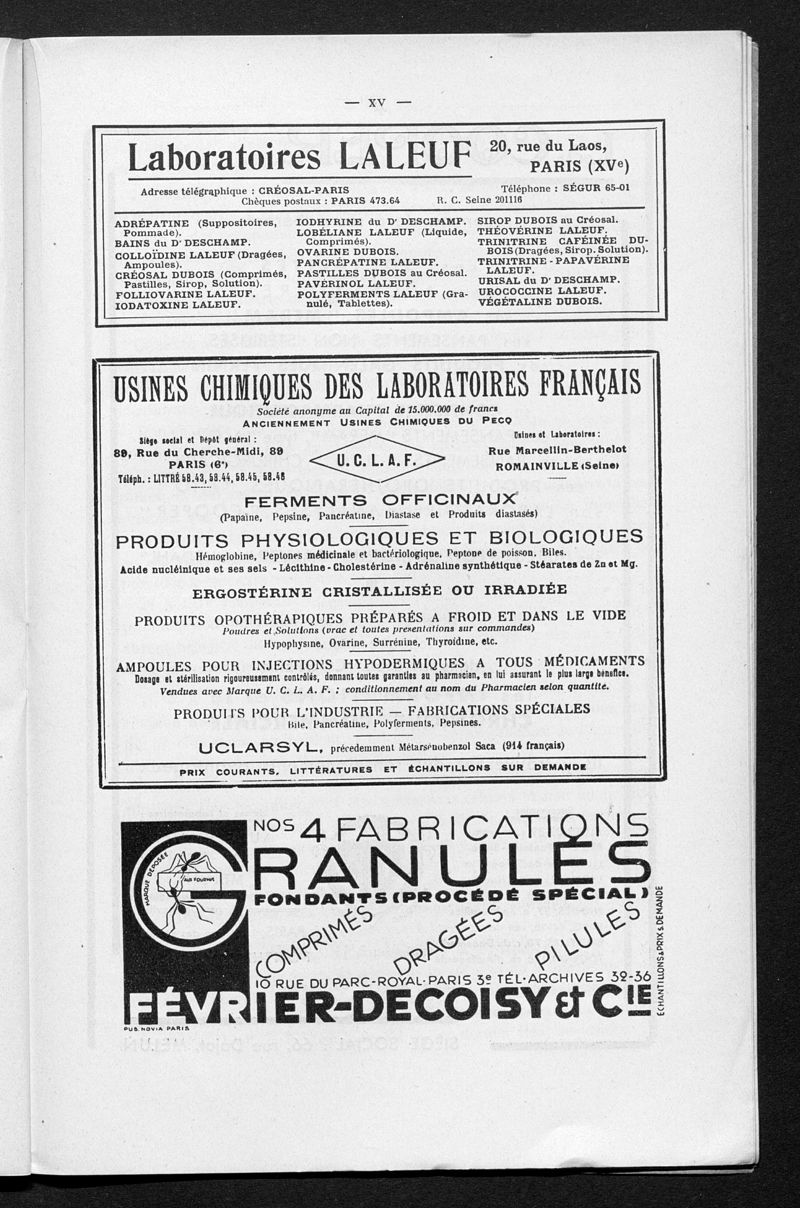 — XV —
Laboratoires LALEUF
20, rue du Laos,
PARIS (XVe)
Adresse télégraphique : CRÉOSAL-PARIS
Téléphone : SÉGUR 65-01
Chèques postaux : PARIS 473.64
R. C. Seine 201116
ADRÉPATINE (Suppositoires,
Pommade).
BAINS du Dr DESCHAMP.
COLLOÏDINE LALEUF (Dragées,
Ampoules).
CRÉOSAL DUBOIS (Comprimés,
Pastilles, Sirop, Solution).
FOLLIOVARINE LALEUF.
IODATOXINE LALEUF.
IODHYRINE du Dr DESCHAMP.
LOBÉLIANE LALEUF (Liquide,
Comprimés).
OVARINE DUBOIS.
PANCRÉPATINE LALEUF.
PASTILLES DUBOIS au Créosal.
PAVÉRINOL LALEUF.
POLYFERMENTS LALEUF (Gra-
nulé, Tablettes).
SIROP DUBOIS au Créosal.
THÉOVÉRINE LALEUF.
TRINITRINE CAFÉINÉE DU-
BOIS (Dragées, Sirop. Solution).
TRINITRINE - PAPAVÉRINE
LALEUF.
URISAL du Dr DESCHAMP.
UROCOCCINE LALEUF.
VÉGÉTALINE DUBOIS.
USINES CHIMIQUES DES LABORATOIRES FRANÇAIS
Société anonyme au Capital de 15.000.000 de francs
ANCIENNEMENT USINES CHIMIQUES DU PECQ
Siège social et Dépôt général :
89, Rue du Cherche-Midi, 89
PARIS (6e)
Téléph. : LITTRÉ 58.43, 58.44, 58.45, 58.46
U.C.L.A.F.
Usines et Laboratoires :
Rue Marcellin-Berthelot
ROMAINVILLE (Seine)
FERMENTS OFFICINAUX
(Papaïne, Pepsine, Pancréatine, Diastase et Produits diastasés)
PRODUITS PHYSIOLOGIQUES ET BIOLOGIQUES
Hémoglobine, Peptones médicinale et bactériologique, Peptone de poisson, Biles.
Acide nucléinique et ses sels - Lécithine - Cholestérine - Adrénaline synthétique - Stéarates de Zn et Mg.
ERGOSTÉRINE CRISTALLISÉE OU IRRADIÉE
PRODUITS OPOTHÉRAPIQUES PRÉPARÉS A FROID ET DANS LE VIDE
Poudres et Solutions (vrac et toutes présentations sur commandes)
Hypophysine, Ovarine, Surrénine, Thyroïdine, etc.
AMPOULES POUR INJECTIONS HYPODERMIQUES A TOUS MÉDICAMENTS
Dosage et stérilisation rigoureusement contrôlés, donnant toutes garanties au pharmacien, en lui assurant le plus large bénéfice.
Vendues avec Marque U. C. L. A. F. ; conditionnement au nom du Pharmacien selon quantité.
PRODUITS POUR L'INDUSTRIE — FABRICATIONS SPÉCIALES
Bile, Pancréatine, Polyferments, Pepsines.
UCLARSYL, précédemment Métarsénobenzol Saca (914 français)
PRIX COURANTS, LITTÉRATURES ET ÉCHANTILLONS SUR DEMANDE
NOS 4 FABRICATIONS
GRANULÉS
MARQUE DÉPOSÉE
AUX FOURMIS
FONDANTS (PROCÉDÉ SPÉCIAL)
COMPRIMÉS
DRAGÉES
PILULES
10 RUE DU PARC-ROYAL-PARIS 3e TÉL-ARCHIVES 32-36
FÉVRIER-DECOISY & CIE
ÉCHANTILLONS & PRIX S. DEMANDE
PUB. NOVIA PARIS